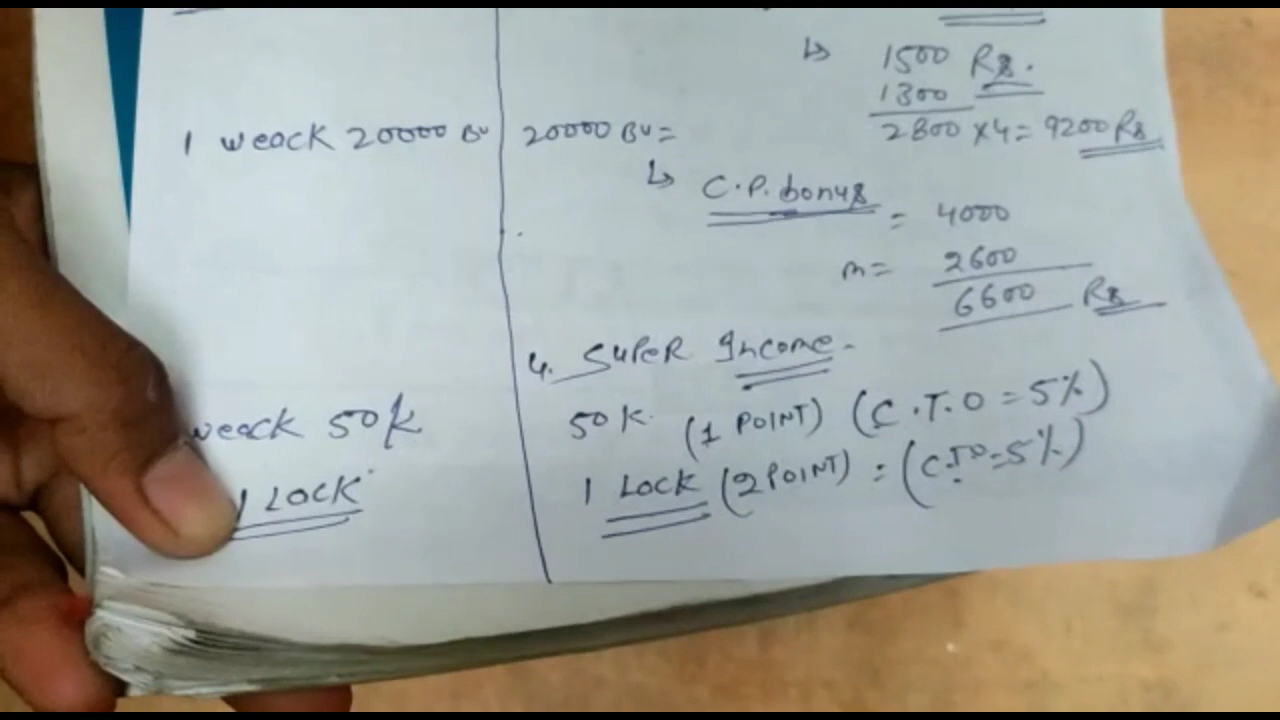 ↳ 1500 Rs.
1300
2800 x4= 9200 Rs
1 weack 20000 BV
20000 BV=
↳ C.P. bonus = 4000
m= 2600
6600 Rs
4. SUPER Income.
weack 50k
50K. (1 POINT) (C.T.O=5%)
1 LOCK
1 LOCK (2 POINT) = (C.TO=5%)